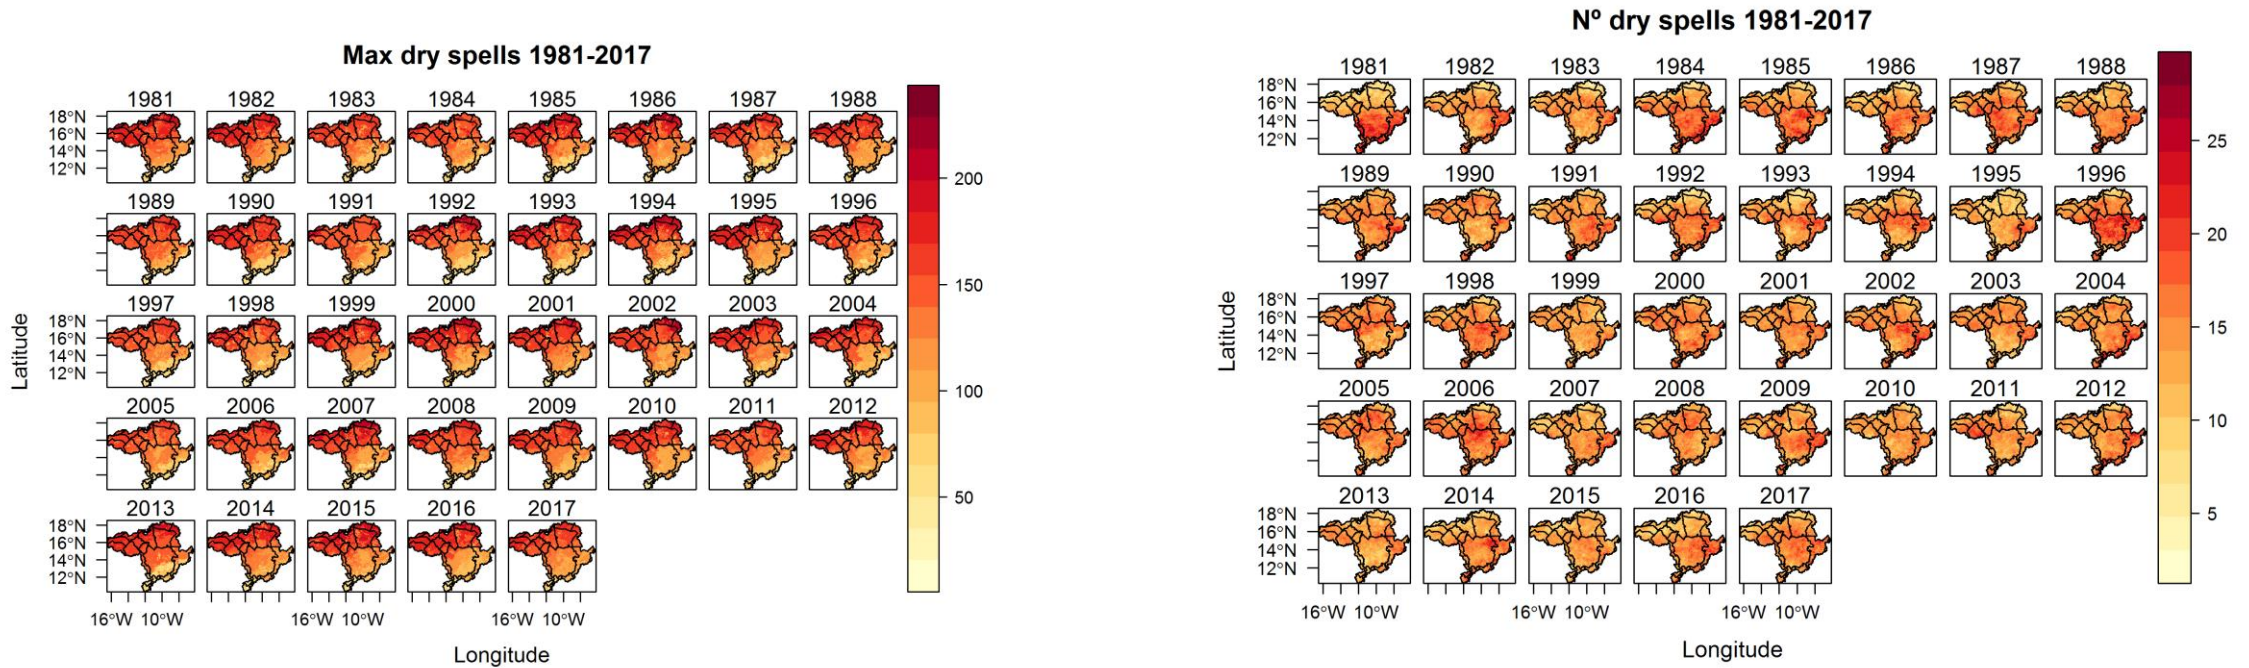 Max dry spells 1981-2017
1981 1982 1983 1984 1985 1986 1987 1988
18°N
16°N
14°N
12°N
1989 1990 1991 1992 1993 1994 1995 1996
1997 1998 1999 2000 2001 2002 2003 2004
18°N
16°N
14°N
12°N
2005 2006 2007 2008 2009 2010 2011 2012
2013 2014 2015 2016 2017
18°N
16°N
14°N
12°N
16°W 10°W 16°W 10°W 16°W 10°W
Latitude
Longitude
200
150
100
50
Nº dry spells 1981-2017
1981 1982 1983 1984 1985 1986 1987 1988
18°N
16°N
14°N
12°N
1989 1990 1991 1992 1993 1994 1995 1996
1997 1998 1999 2000 2001 2002 2003 2004
18°N
16°N
14°N
12°N
2005 2006 2007 2008 2009 2010 2011 2012
2013 2014 2015 2016 2017
18°N
16°N
14°N
12°N
16°W 10°W 16°W 10°W 16°W 10°W
Latitude
Longitude
25
20
15
10
5